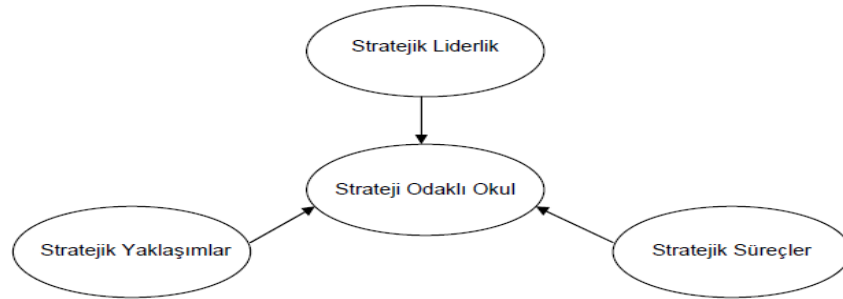 Stratejik Liderlik
Strateji Odaklı Okul
Stratejik Yaklaşımlar
Stratejik Süreçler